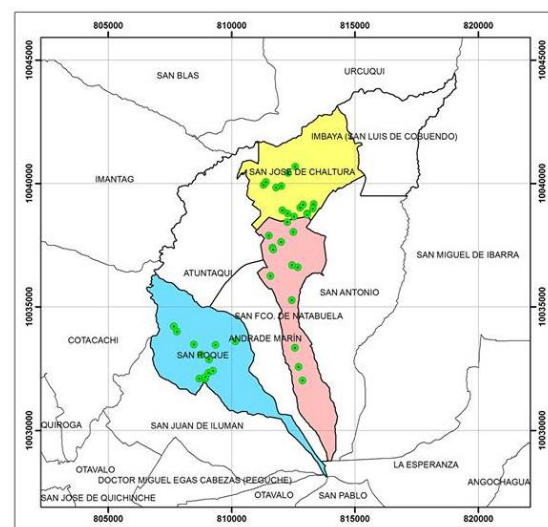 805000 810000 815000 820000
10045000 10045000
SAN BLAS
URCUQUI
IMBAYA (SAN LUIS DE COBUENDO)
SAN JOSE DE CHALTURA
IMANTAG
10040000 10040000
SAN MIGUEL DE IBARRA
ATUNTAQUI
SAN ANTONIO
10035000 10035000
SAN FCO. DE NATABUELA
COTACACHI
ANDRADE MARÍN
SAN ROQUE
QUIROGA
SAN JUAN DE ILUMAN
10030000 10030000
OTAVALO
LA ESPERANZA
DOCTOR MIGUEL EGAS CABEZAS (PEGUCHE)
ANGOCHAGUA
SAN JOSE DE QUICHINCHE
OTAVALO
SAN PABLO
805000 810000 815000 820000